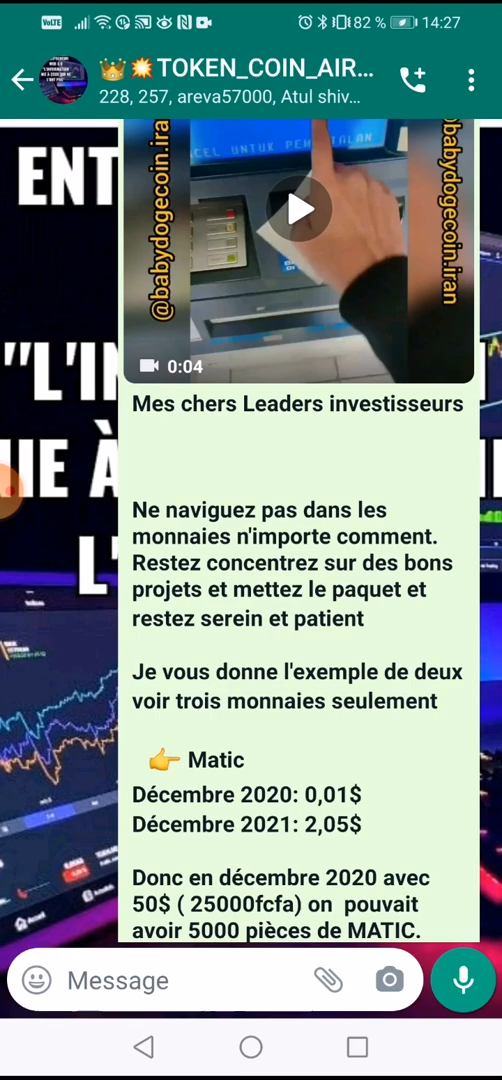 VoLTE
82 %
14:27
TOKEN_COIN_AIR...
228, 257, areva57000, Atul shiv...
ENT
"L'I
UE À
L'
@babydogecoin.ira
babydogecoin.iran
0:04
Mes chers Leaders investisseurs
Ne naviguez pas dans les
monnaies n'importe comment.
Restez concentrez sur des bons
projets et mettez le paquet et
restez serein et patient
Je vous donne l'exemple de deux
voir trois monnaies seulement
👉 Matic
Décembre 2020: 0,01$
Décembre 2021: 2,05$
Donc en décembre 2020 avec
50$ ( 25000fcfa) on pouvait
avoir 5000 pièces de MATIC.
Message